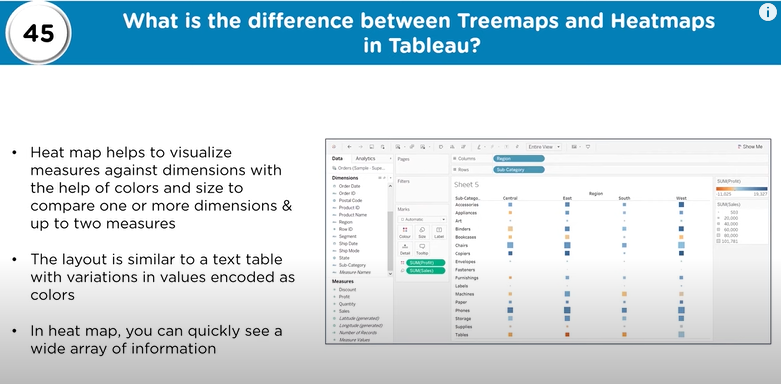 45
What is the difference between Treemaps and Heatmaps
in Tableau?
i
• Heat map helps to visualize
measures against dimensions with
the help of colors and size to
compare one or more dimensions &
up to two measures
• The layout is similar to a text table
with variations in values encoded as
colors
• In heat map, you can quickly see a
wide array of information
Entire View
Show Me
Data Analytics
Orders (Sample - Supe...
Dimensions
Order Date
Order ID
Postal Code
Product ID
Product Name
Region
Row ID
Segment
Ship Date
Ship Mode
State
Sub-Category
Measure Names
Measures
Discount
Profit
Quantity
Sales
Latitude (generated)
Longitude (generated)
Number of Records
Measure Values
Pages
Filters
Marks
Automatic
Colour Size Label
Detail Tooltip
SUM(Profit)
SUM(Sales)
Columns Region
Rows Sub-Category
Sheet 5
Region
Sub-Catego.. Central East South West
Accessories
Appliances
Art
Binders
Bookcases
Chairs
Copiers
Envelopes
Fasteners
Furnishings
Labels
Machines
Paper
Phones
Storage
Supplies
Tables
SUM(Profit)
SUM(Sales)
503
20,000
40,000
60,000
80,000
101,781